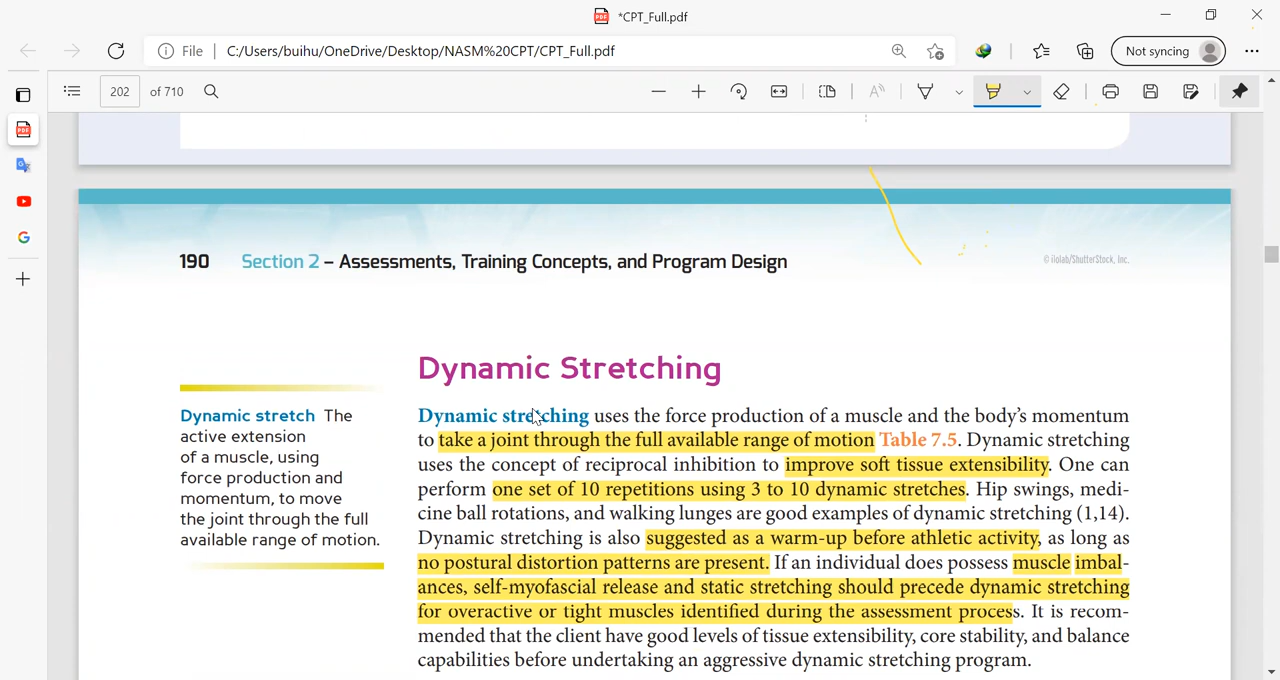 *CPT_Full.pdf
File | C:/Users/buihu/OneDrive/Desktop/NASM%20CPT/CPT_Full.pdf
Not syncing
202 of 710
190 Section 2 – Assessments, Training Concepts, and Program Design
© ilolab/ShutterStock, Inc.
Dynamic Stretching
Dynamic stretch The
active extension
of a muscle, using
force production and
momentum, to move
the joint through the full
available range of motion.
Dynamic stretching uses the force production of a muscle and the body's momentum
to take a joint through the full available range of motion Table 7.5. Dynamic stretching
uses the concept of reciprocal inhibition to improve soft tissue extensibility. One can
perform one set of 10 repetitions using 3 to 10 dynamic stretches. Hip swings, medi-
cine ball rotations, and walking lunges are good examples of dynamic stretching (1,14).
Dynamic stretching is also suggested as a warm-up before athletic activity, as long as
no postural distortion patterns are present. If an individual does possess muscle imbal-
ances, self-myofascial release and static stretching should precede dynamic stretching
for overactive or tight muscles identified during the assessment process. It is recom-
mended that the client have good levels of tissue extensibility, core stability, and balance
capabilities before undertaking an aggressive dynamic stretching program.